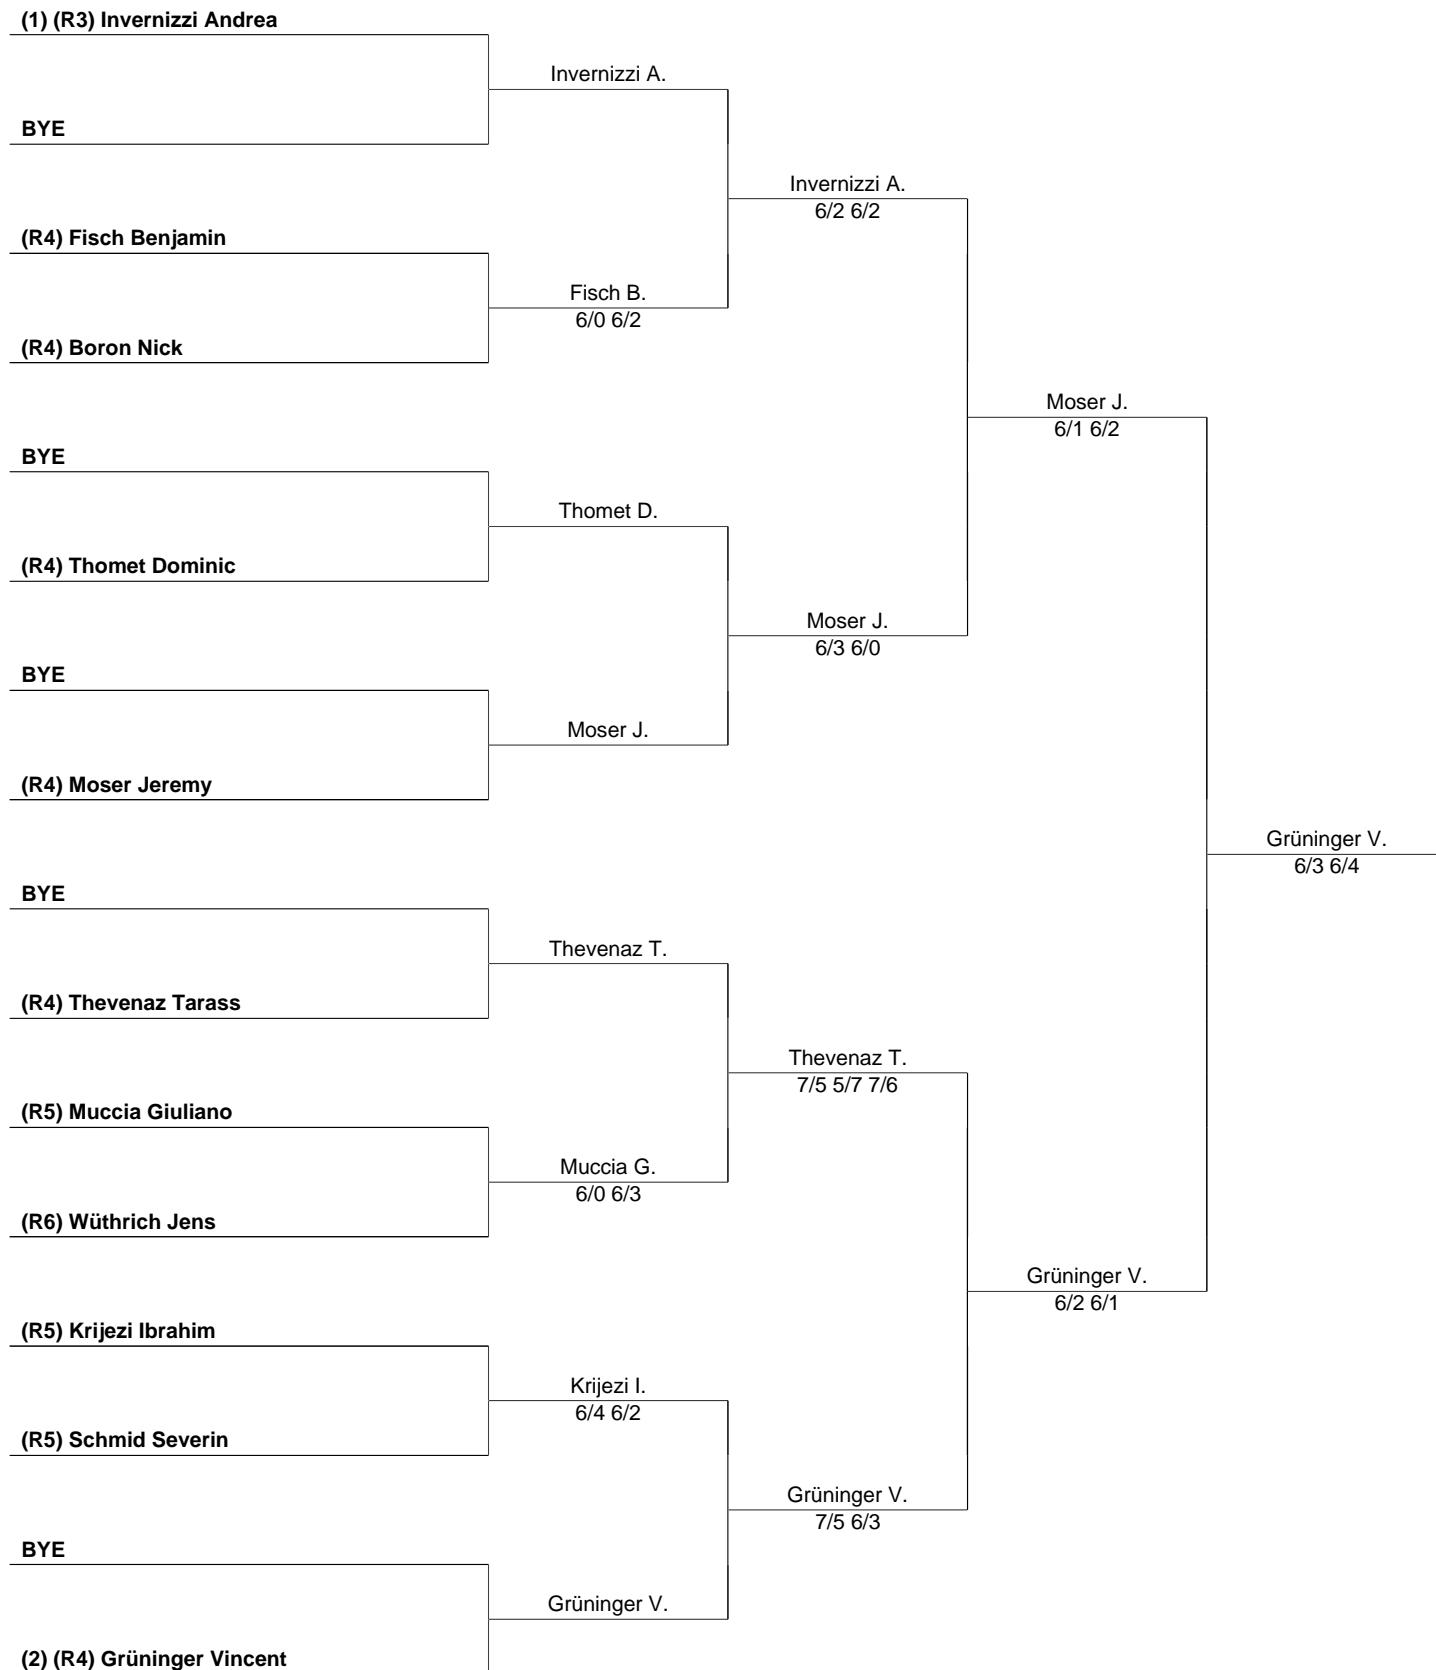 (1) (R3) Invernizzi Andrea
Invernizzi A.
BYE
Invernizzi A.
6/2 6/2
(R4) Fisch Benjamin
Fisch B.
6/0 6/2
(R4) Boron Nick
Moser J.
6/1 6/2
BYE
Thomet D.
(R4) Thomet Dominic
Moser J.
6/3 6/0
BYE
Moser J.
(R4) Moser Jeremy
Grüninger V.
6/3 6/4
BYE
Thevenaz T.
(R4) Thevenaz Tarass
Thevenaz T.
7/5 5/7 7/6
(R5) Muccia Giuliano
Muccia G.
6/0 6/3
(R6) Wüthrich Jens
Grüninger V.
6/2 6/1
(R5) Krijezi Ibrahim
Krijezi I.
6/4 6/2
(R5) Schmid Severin
Grüninger V.
7/5 6/3
BYE
Grüninger V.
(2) (R4) Grüninger Vincent